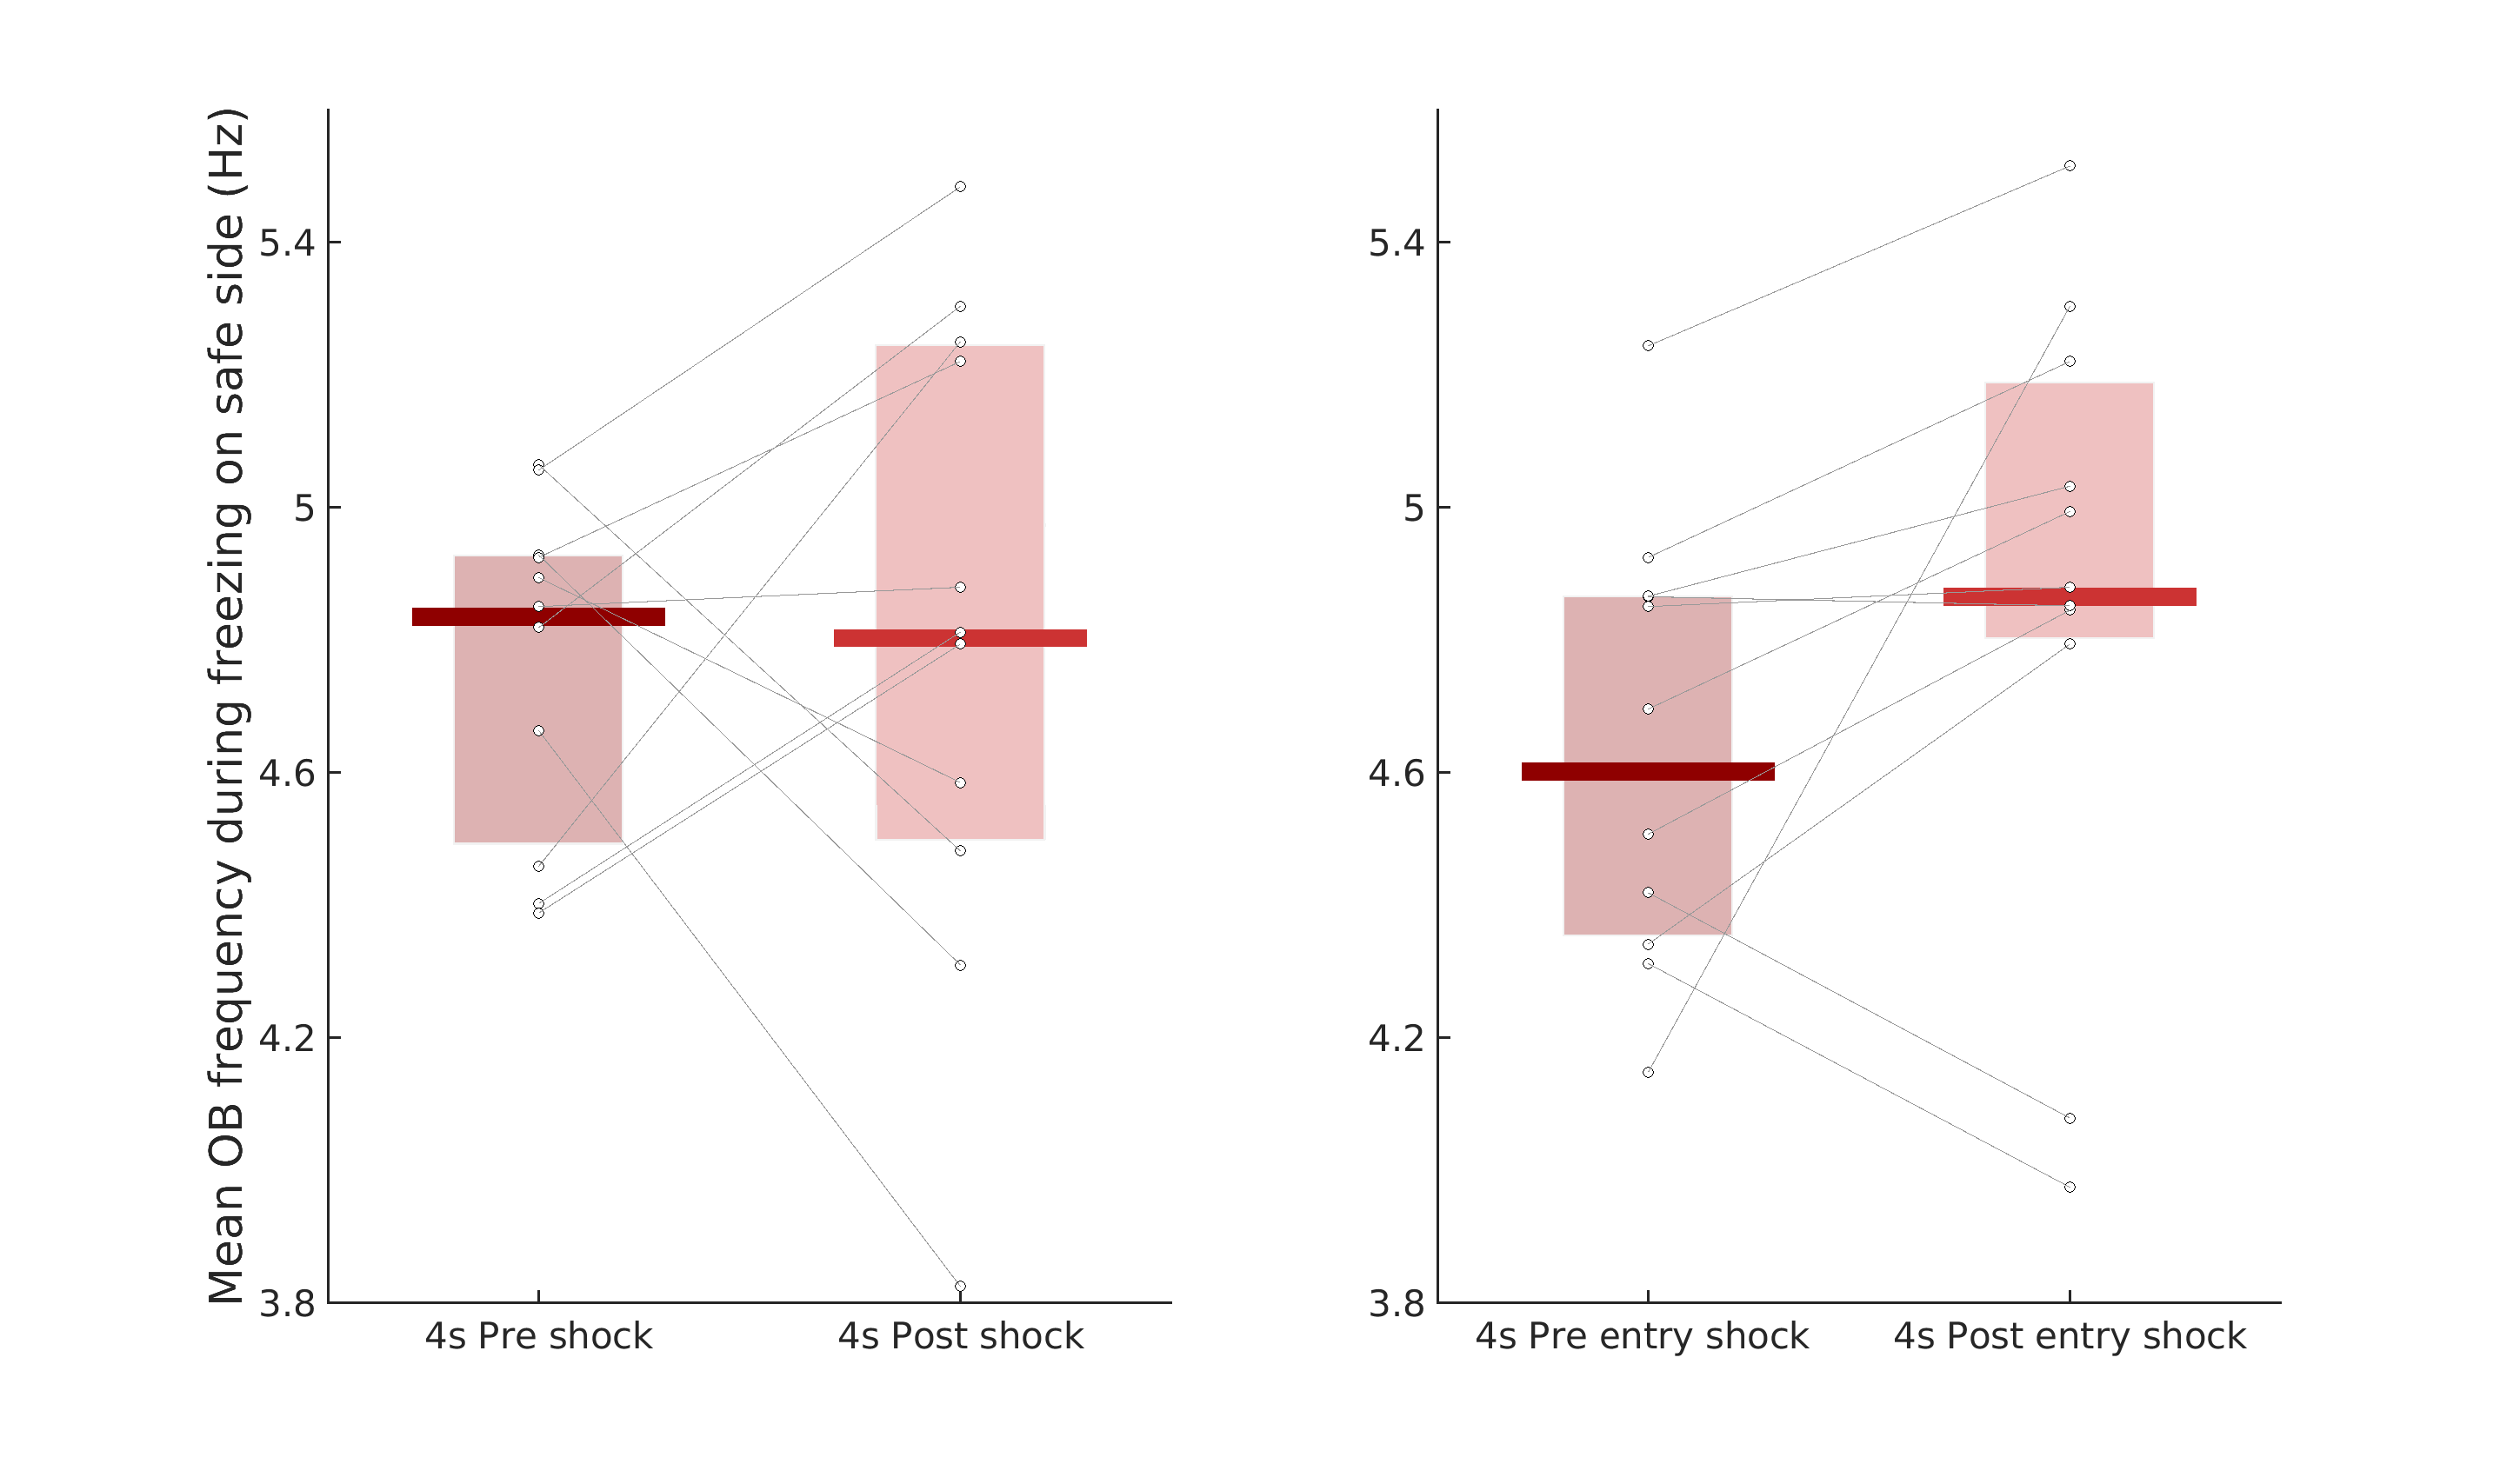 Mean OB frequency during freezing on safe side (Hz)
5.4
5
4.6
4.2
3.8
4s Pre shock
4s Post shock
5.4
5
4.6
4.2
3.8
4s Pre entry shock
4s Post entry shock